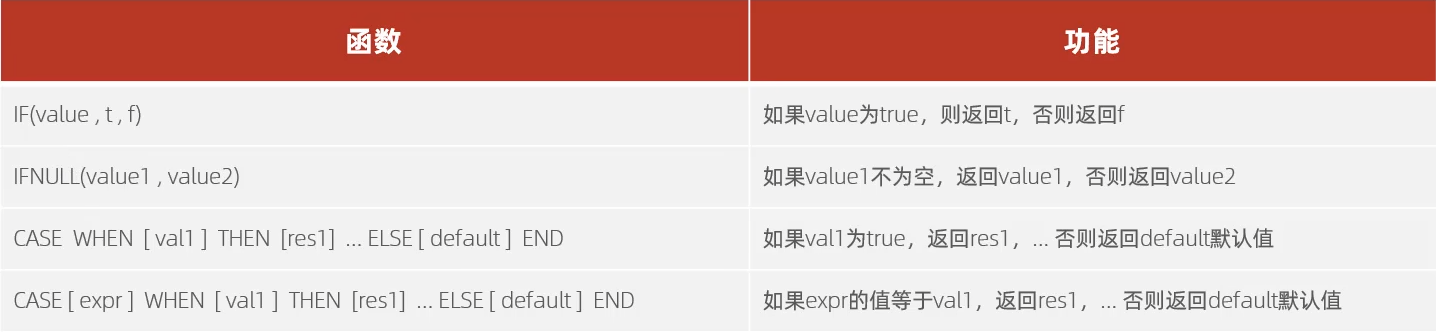 函数 功能
IF(value , t , f) 如果value为true，则返回t，否则返回f
IFNULL(value1 , value2) 如果value1不为空，返回value1，否则返回value2
CASE WHEN [ val1 ] THEN [res1] ... ELSE [ default ] END 如果val1为true，返回res1，... 否则返回default默认值
CASE [ expr ] WHEN [ val1 ] THEN [res1] ... ELSE [ default ] END 如果expr的值等于val1，返回res1，... 否则返回default默认值